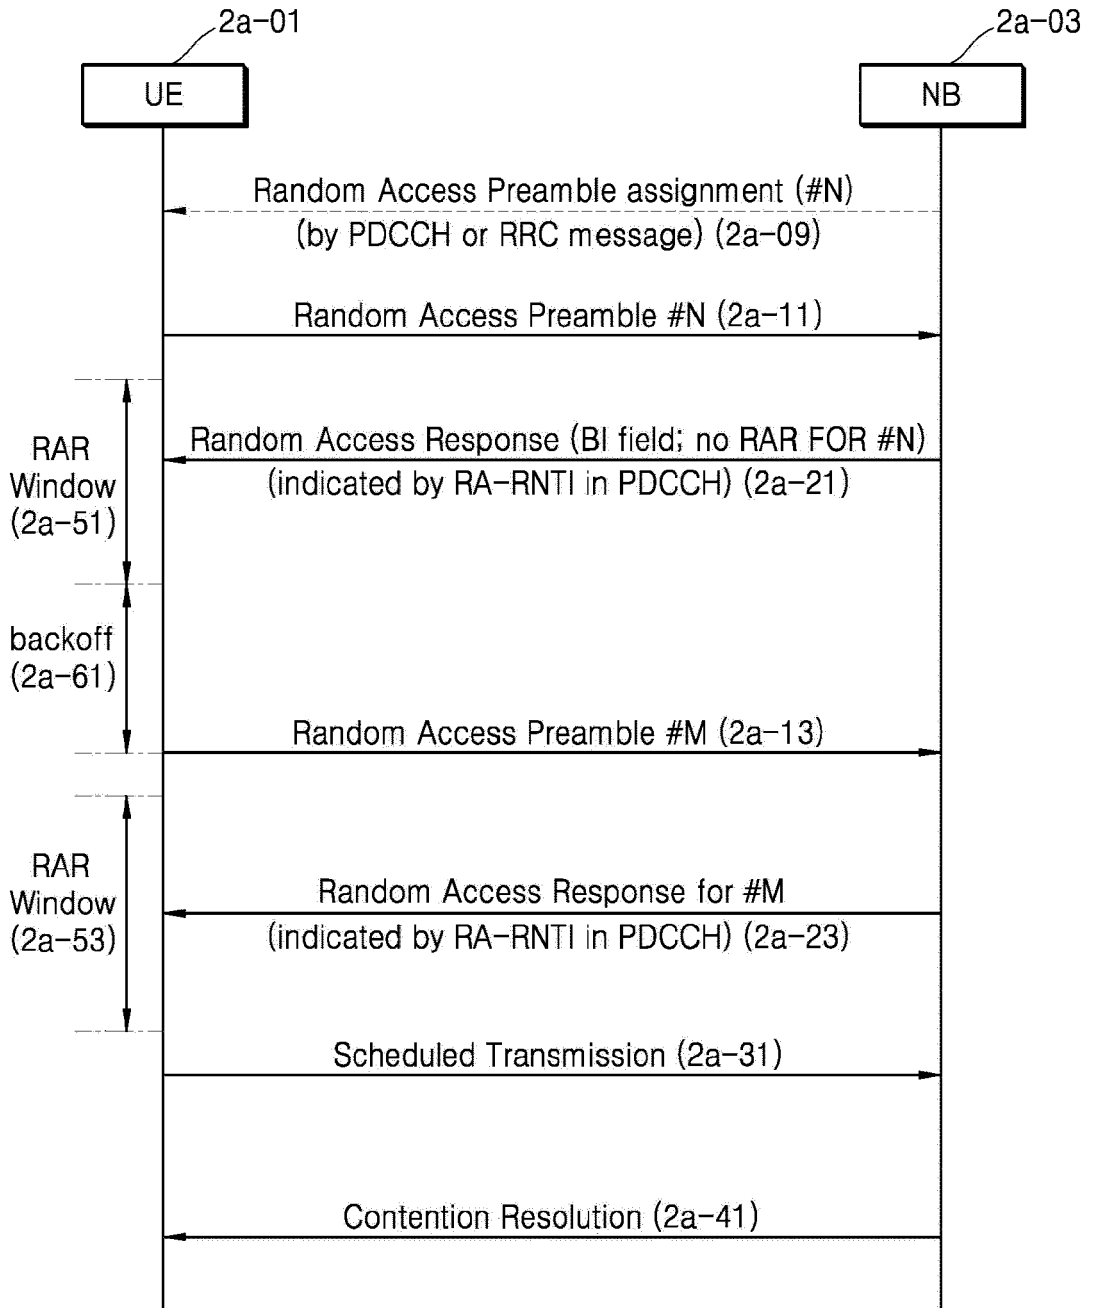 2a-01
2a-03
UE
NB
Random Access Preamble assignment (#N)
(by PDCCH or RRC message) (2a-09)
Random Access Preamble #N (2a-11)
RAR
Window
(2a-51)
Random Access Response (BI field; no RAR FOR #N)
(indicated by RA-RNTI in PDCCH) (2a-21)
backoff
(2a-61)
Random Access Preamble #M (2a-13)
RAR
Window
(2a-53)
Random Access Response for #M
(indicated by RA-RNTI in PDCCH) (2a-23)
Scheduled Transmission (2a-31)
Contention Resolution (2a-41)